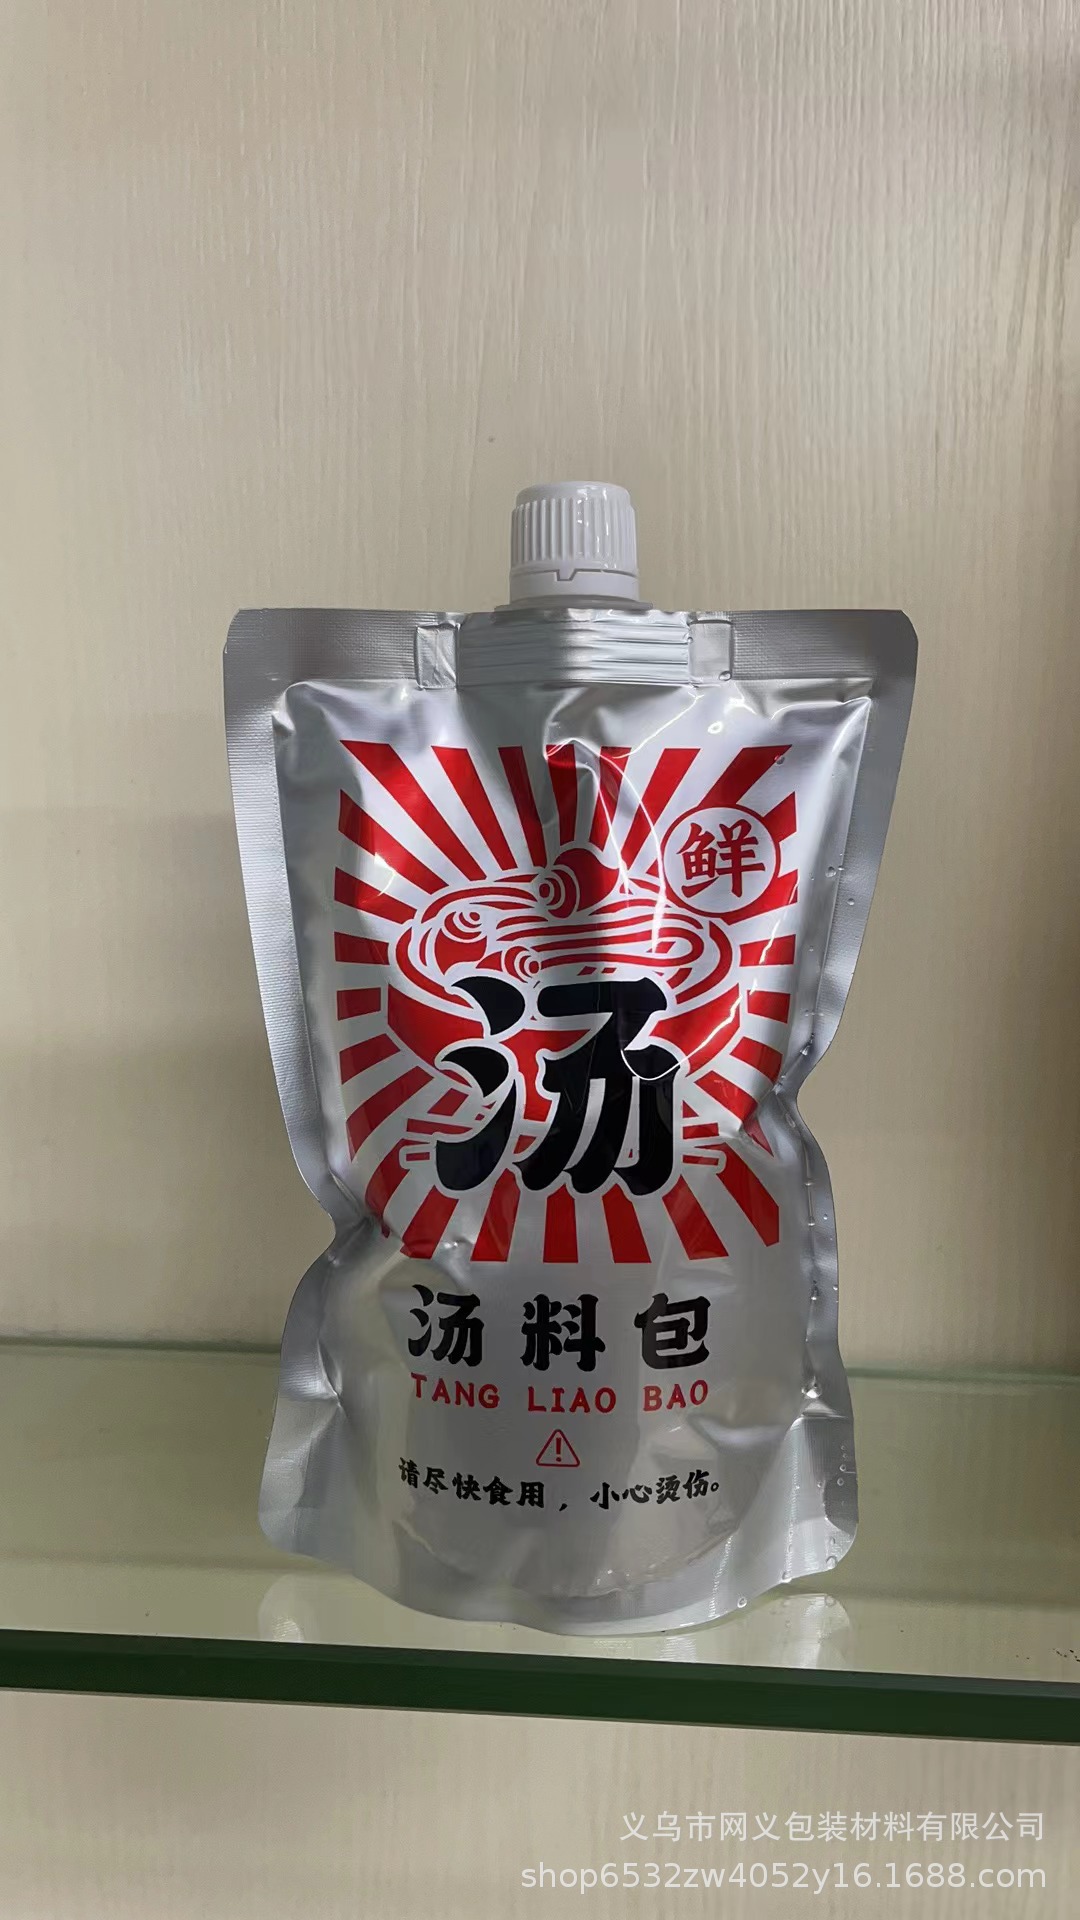 鲜
汤
汤料包
TANG LIAO BAO
请尽快食用，小心烫伤。
义乌市网义包装材料有限公司
shop6532zw4052y16.1688.com